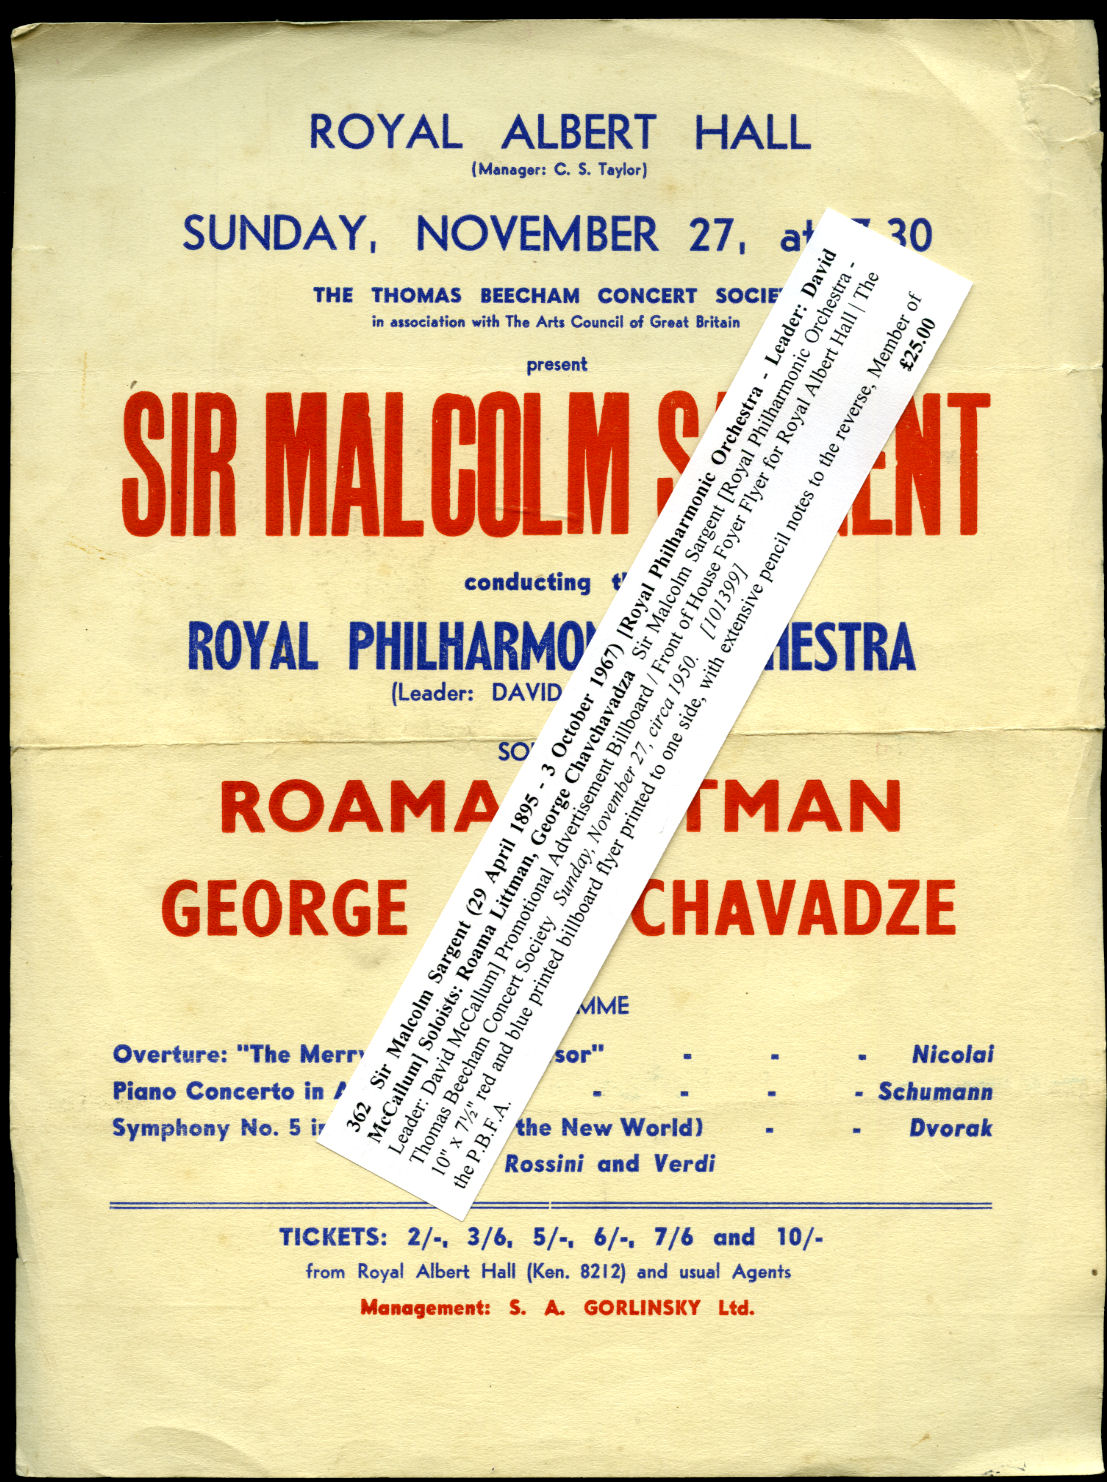 ROYAL ALBERT HALL
(Manager: C. S. Taylor)
SUNDAY, NOVEMBER 27, at 7.30
THE THOMAS BEECHAM CONCERT SOCIE
in association with The Arts Council of Great Britain
present
SIR MALCOLM S ENT
conducting t
ROYAL PHILHARMO HESTRA
(Leader: DAVID
SO
ROAMA TMAN
GEORGE CHAVADZE
MME
Overture: "The Merry sor" - - - Nicolai
Piano Concerto in A - - - - Schumann
Symphony No. 5 in the New World) - - Dvorak
Rossini and Verdi
TICKETS: 2/-, 3/6, 5/-, 6/-, 7/6 and 10/-
from Royal Albert Hall (Ken. 8212) and usual Agents
Management: S. A. GORLINSKY Ltd.
362 Sir Malcolm Sargent (29 April 1895 - 3 October 1967) [Royal Philharmonic Orchestra - Leader: David
McCallum] Soloists: Roama Littman, George Chavchavadza Sir Malcolm Sargent [Royal Philharmonic Orchestra -
Leader: David McCallum] Promotional Advertisement Billboard / Front of House Foyer Flyer for Royal Albert Hall | The
Thomas Beecham Concert Society Sunday, November 27, circa 1950. [101399]
10" x 7½" red and blue printed billboard flyer printed to one side, with extensive pencil notes to the reverse, Member of
the P.B.F.A. £25.00